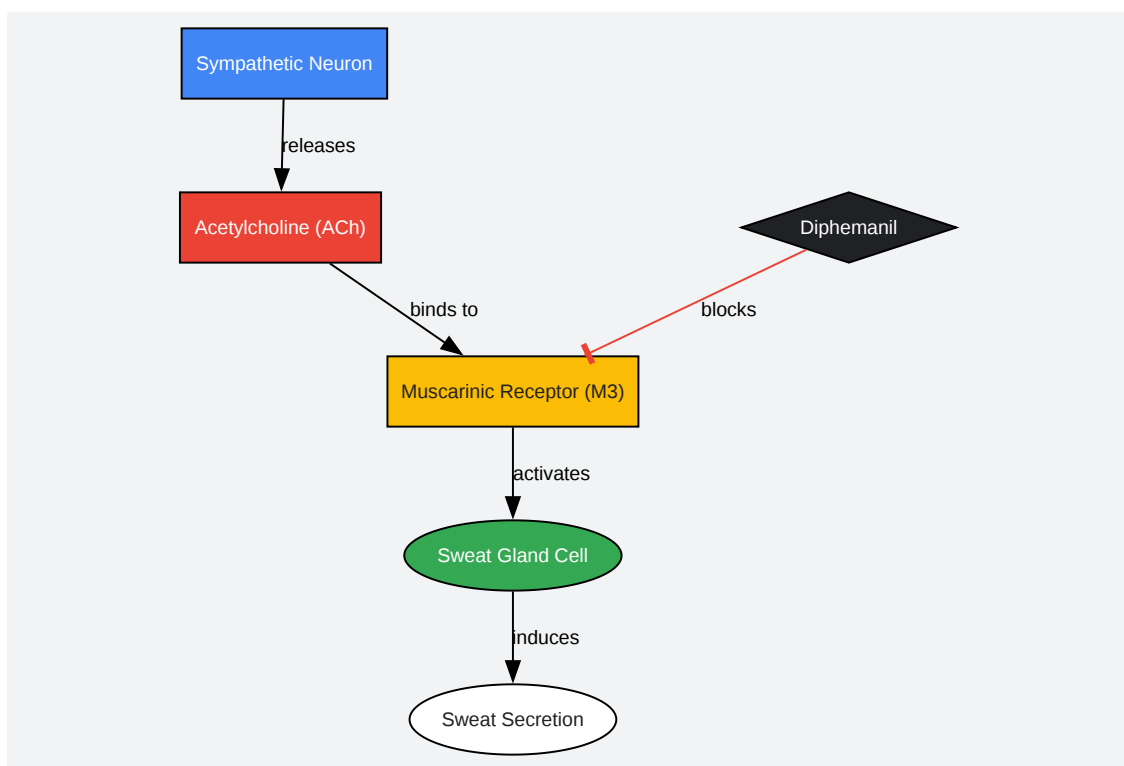 Sympathetic Neuron
releases
Acetylcholine (ACh)
Diphemanil
binds to
blocks
Muscarinic Receptor (M3)
activates
Sweat Gland Cell
induces
Sweat Secretion